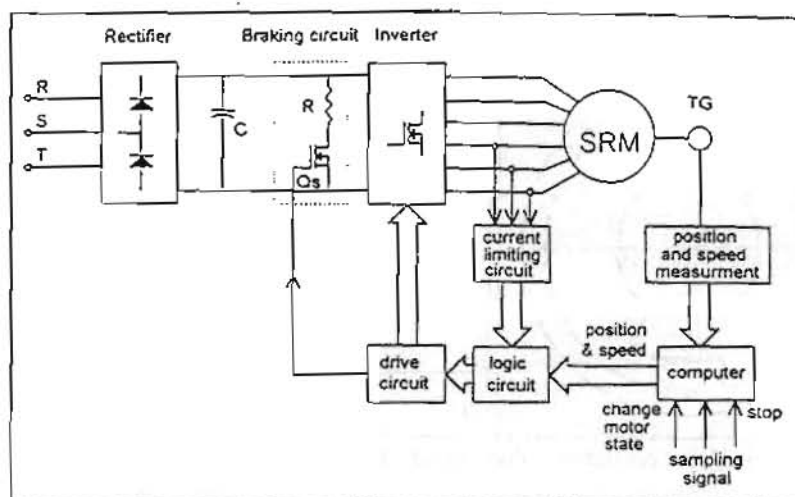 Rectifier
Braking circuit
Inverter
R
S
T
C
R
Qs
SRM
TG
current
limiting
circuit
position
and speed
measurment
drive
circuit
logic
circuit
position
& speed
computer
change
motor
state
stop
sampling
signal